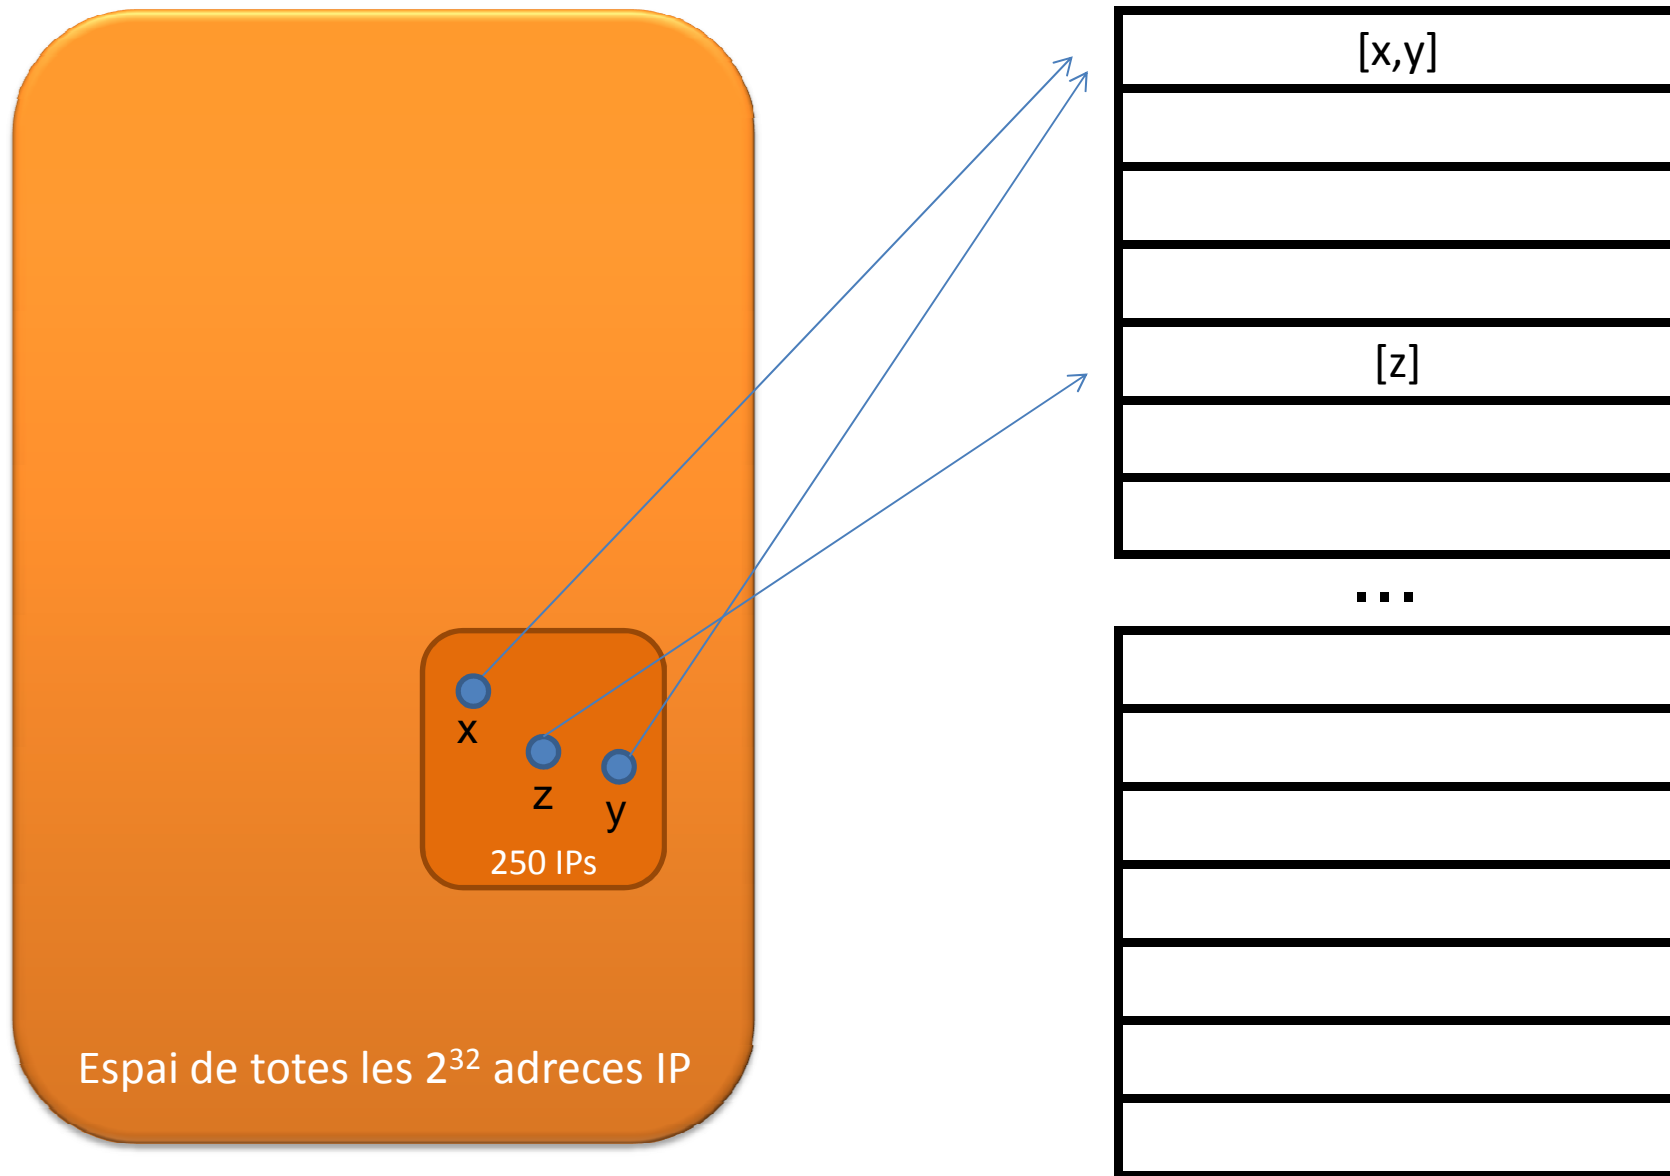 [x,y]
[z]
...
x
z
y
250 IPs
Espai de totes les 2³² adreces IP